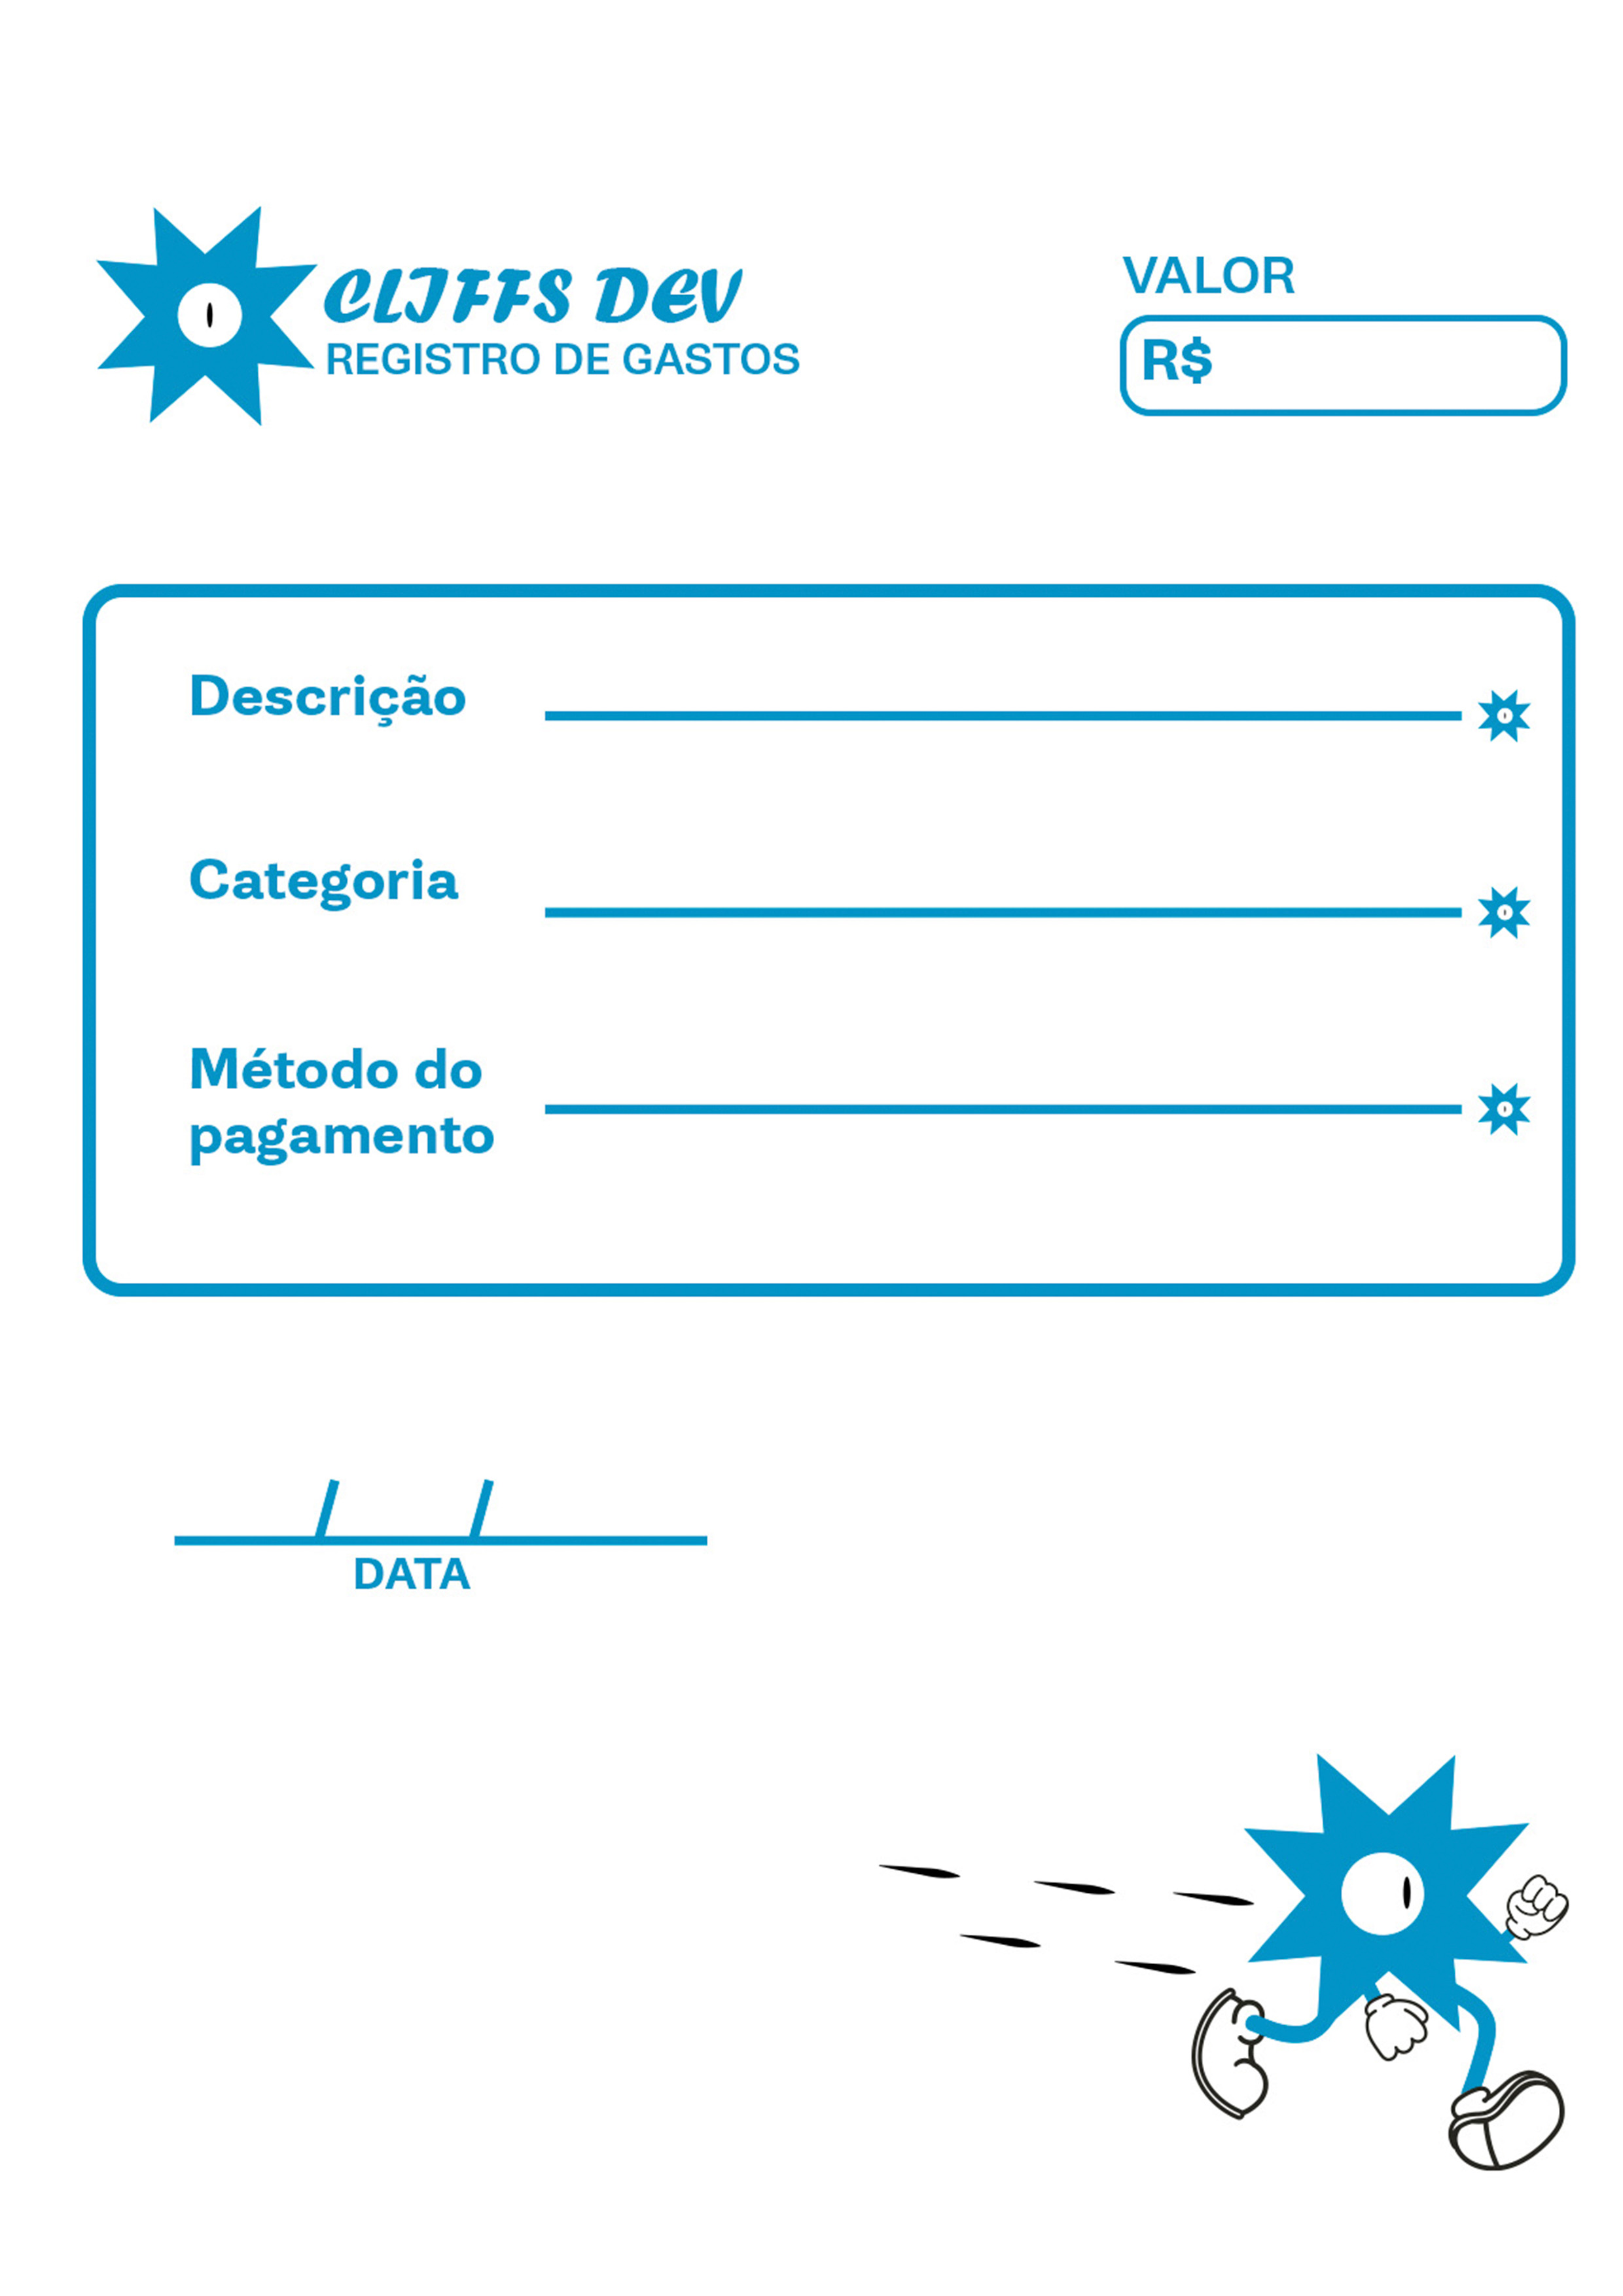 CLIFFS DEV
REGISTRO DE GASTOS
VALOR
R$
Descrição
Categoria
Método do
pagamento
/ /
DATA